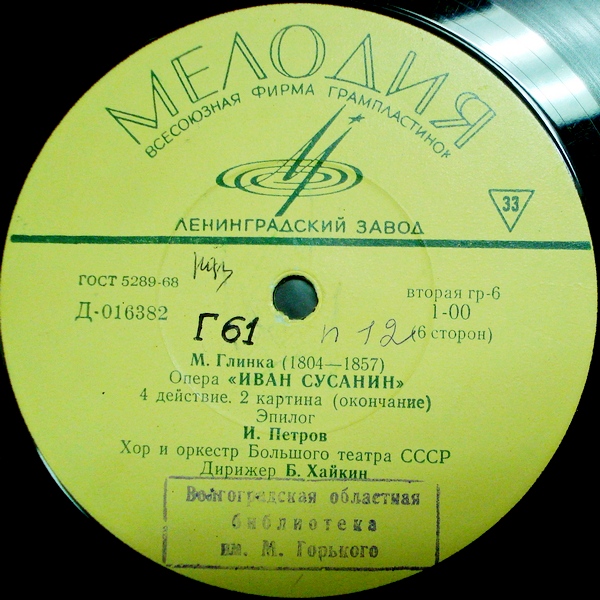 МЕЛОДИЯ
ВСЕСОЮЗНАЯ ФИРМА ГРАМПЛАСТИНОК
ЛЕНИНГРАДСКИЙ ЗАВОД
33
ГОСТ 5289-68
Д-016382
вторая гр-6
1-00
(6 сторон)
Г 61
п 12
М. Глинка (1804—1857)
Опера «ИВАН СУСАНИН»
4 действие. 2 картина (окончание)
Эпилог
И. Петров
Хор и оркестр Большого театра СССР
Дирижер Б. Хайкин
Волгоградская областная
библиотека
им. М. Горького